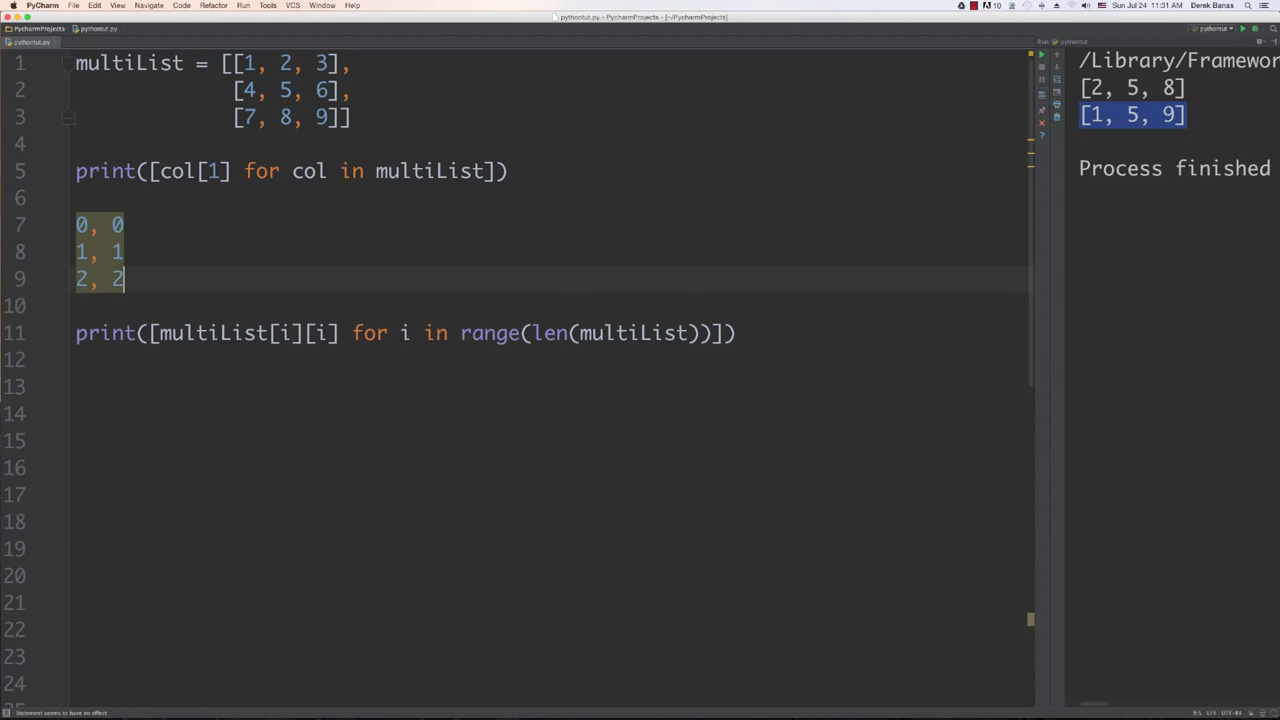 PyCharm File Edit View Navigate Code Refactor Tools VCS Window Help 10 Sun Jul 24 11:31 AM Derek Banas
pythontut.py - PycharmProjects - [~/PycharmProjects]
PycharmProjects pythontut.py pythontut
pythontut.py Run pythontut
1 multiList = [[1, 2, 3],
2 [4, 5, 6],
3 [7, 8, 9]]
4
5 print([col[1] for col in multiList])
6
7 0, 0
8 1, 1
9 2, 2
10
11 print([multiList[i][i] for i in range(len(multiList))])
12
13
14
15
16
17
18
19
20
21
22
23
24
/Library/Framewor
[2, 5, 8]
[1, 5, 9]
Process finished
Statement seems to have no effect 9:5 LF÷ UTF-8÷